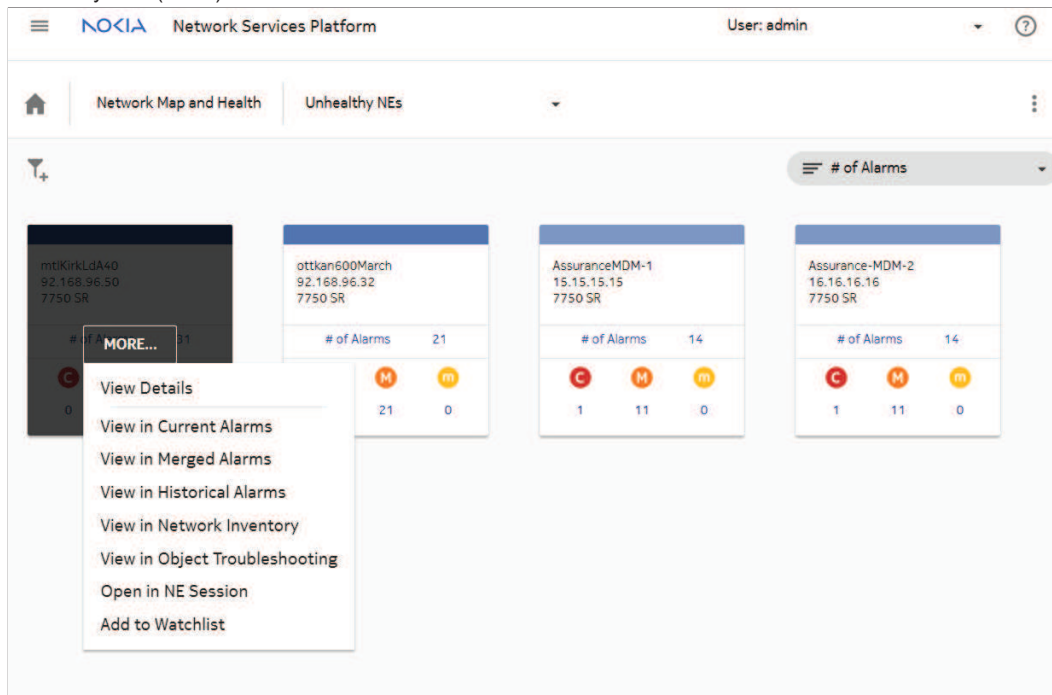 NOKIA Network Services Platform User: admin ?
Network Map and Health Unhealthy NEs
# of Alarms
mtlKirkLdA40
92.168.96.50
7750 SR
# of A
31
C
0
MORE...
View Details
View in Current Alarms
View in Merged Alarms
View in Historical Alarms
View in Network Inventory
View in Object Troubleshooting
Open in NE Session
Add to Watchlist
ottkan600March
92.168.96.32
7750 SR
# of Alarms 21
M m
21 0
AssuranceMDM-1
15.15.15.15
7750 SR
# of Alarms 14
C M m
1 11 0
Assurance-MDM-2
16.16.16.16
7750 SR
# of Alarms 14
C M m
1 11 0